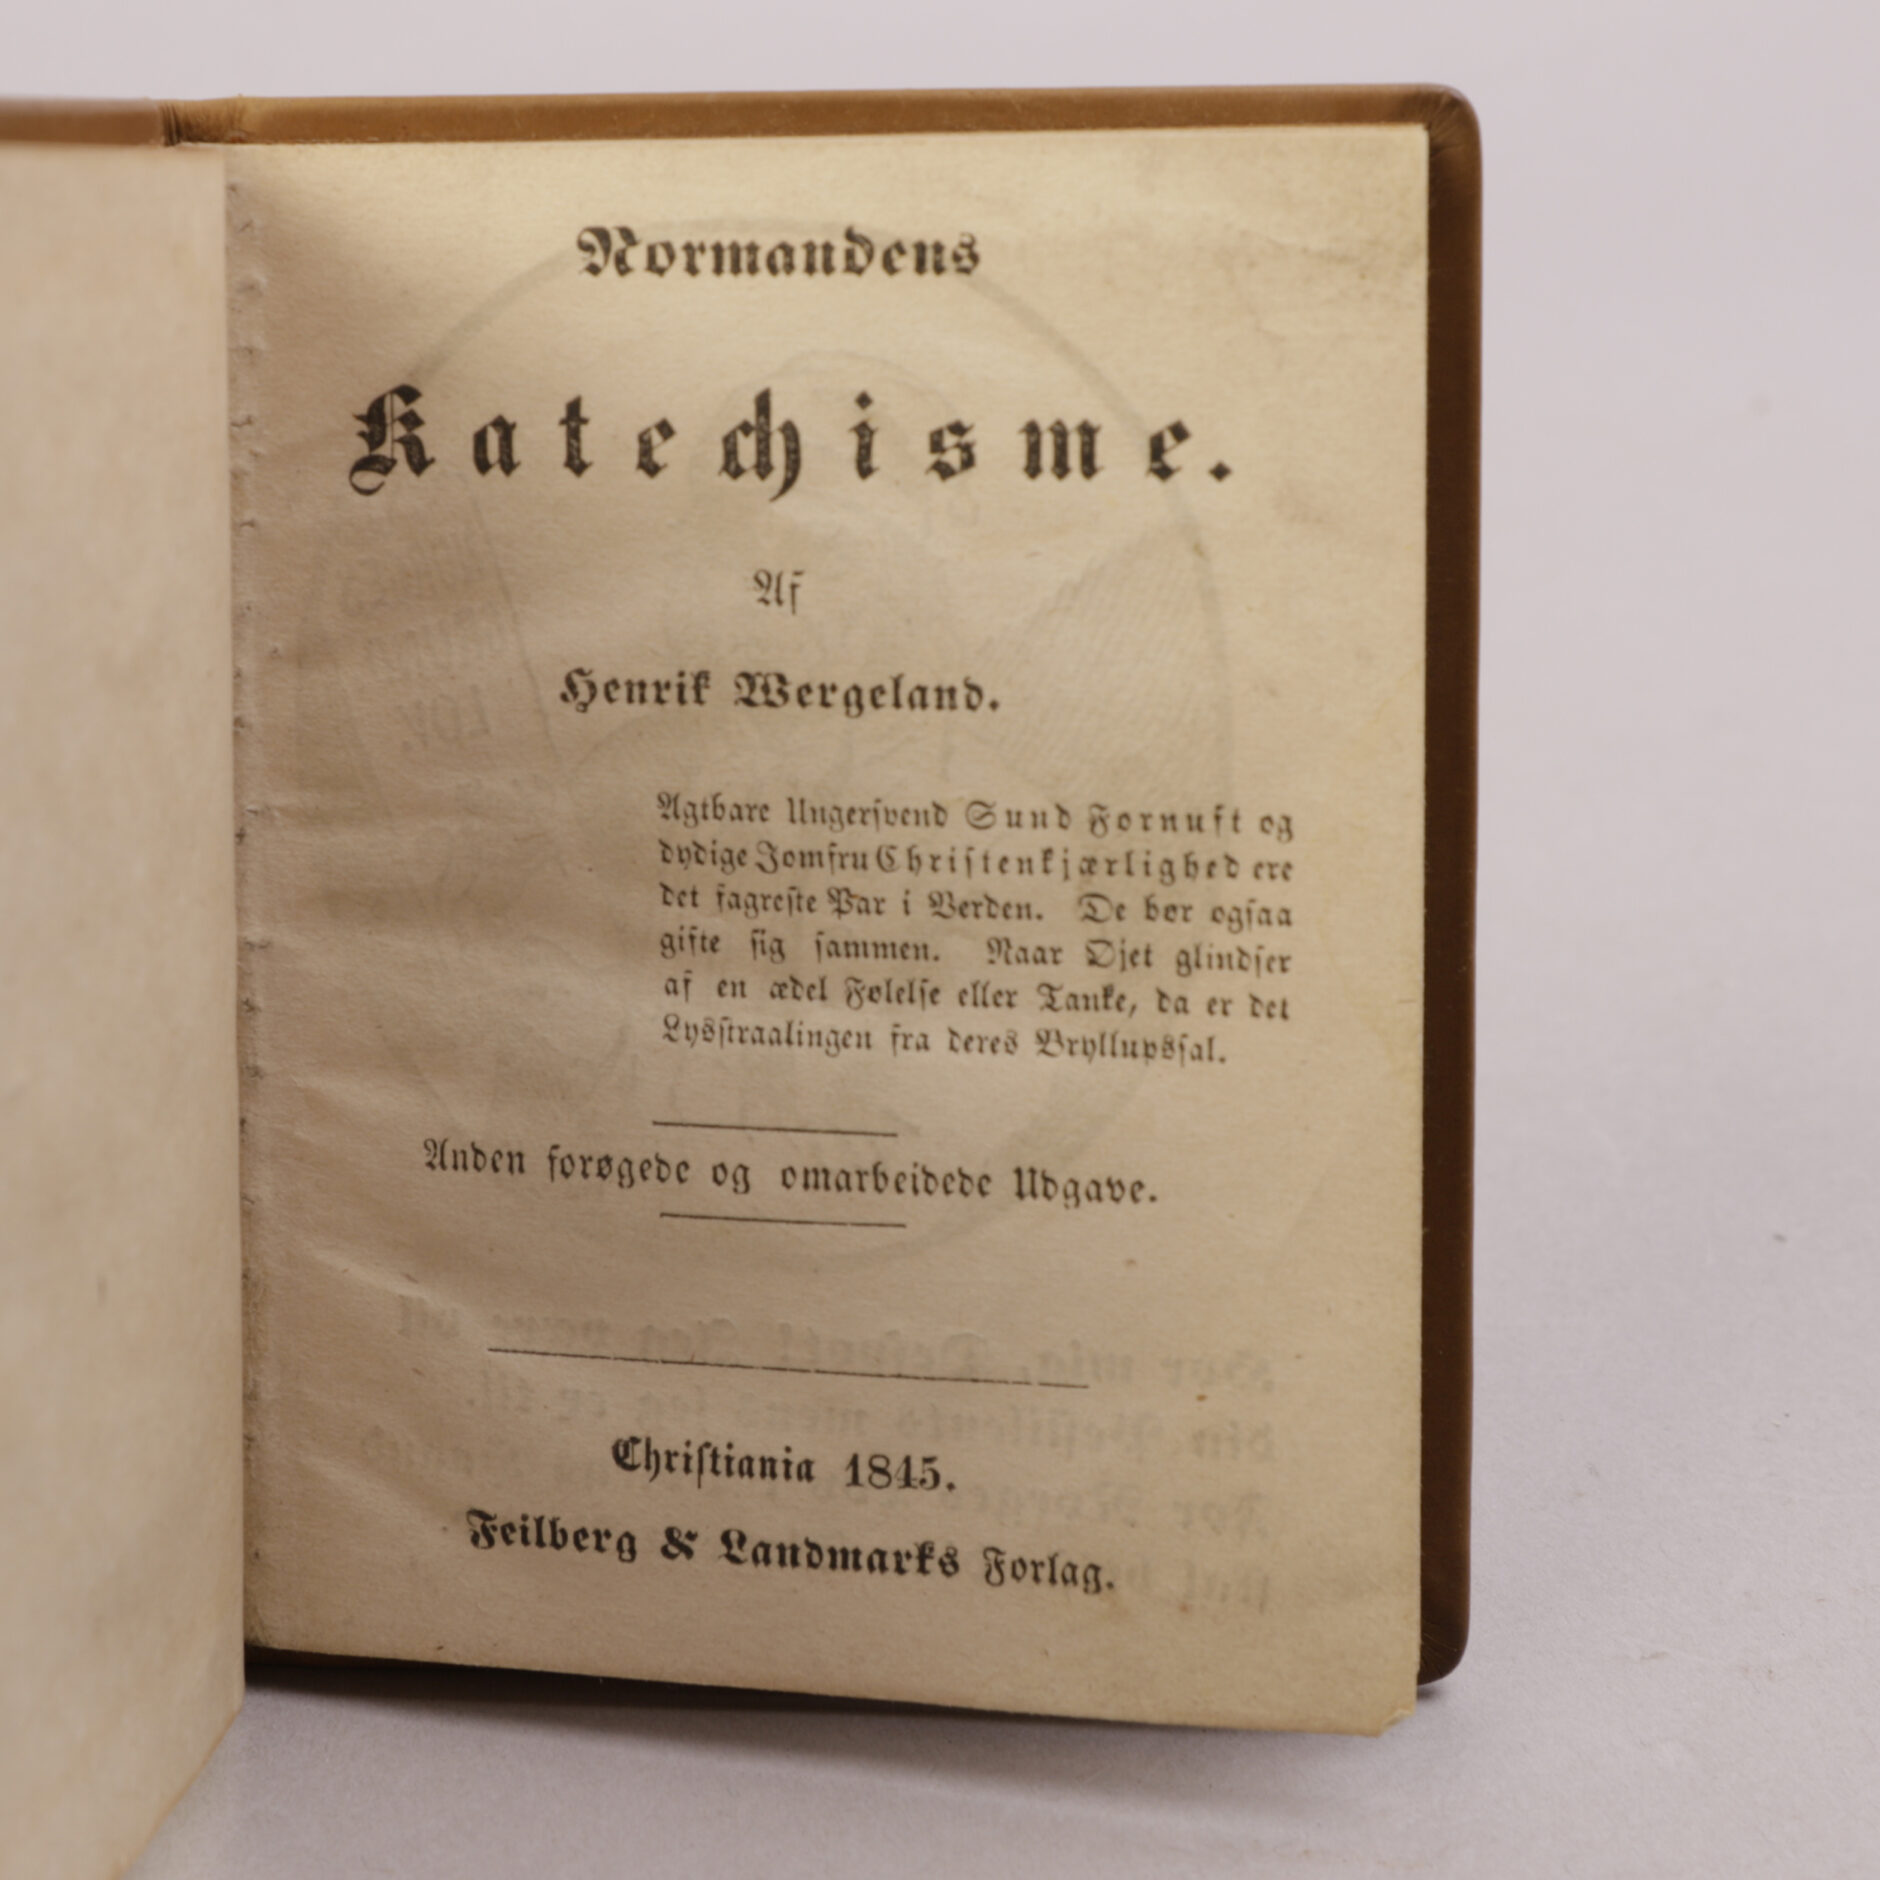 Normandens
Katechisme.
Af
Henrik Wergeland.
Agtbare Ungersvend Sund Fornuft og
dydige Jomfru Christenkjærlighed ere
det fagreste Par i Verden. De bør ogsaa
gifte sig sammen. Naar Øjet glindser
af en ædel Følelse eller Tanke, da er det
Lysstraalingen fra deres Bryllupssal.
Anden forøgede og omarbeidede Udgave.
Christiania 1845.
Feilberg & Landmarks Forlag.